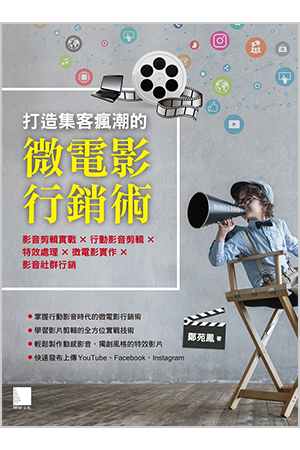 打造集客瘋潮的
微電影
行銷術
影音剪輯實戰 × 行動影音剪輯 ×
特效處理 × 微電影實作 ×
影音社群行銷
鄭苑鳳 著
• 掌握行動影音時代的微電影行銷術
• 學習影片剪輯的全方位實戰技術
• 輕鬆製作動感影音、獨創風格的特效影片
• 快速發布上傳YouTube、Facebook、Instagram
博碩文化